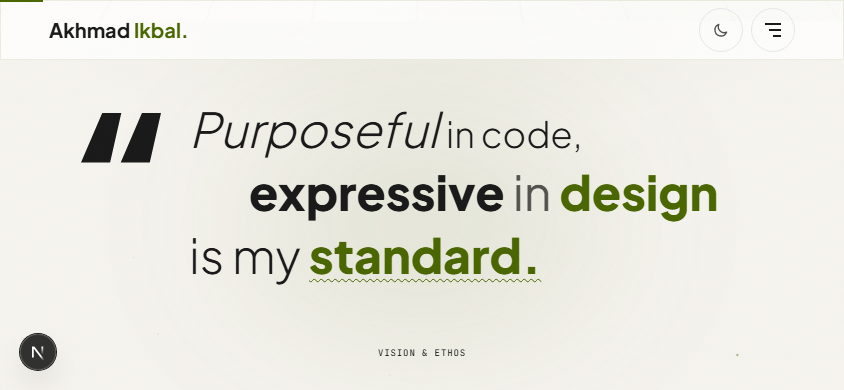 Akhmad Ikbal.
Purposeful in code,
expressive in design
is my standard.
N
VISION & ETHOS